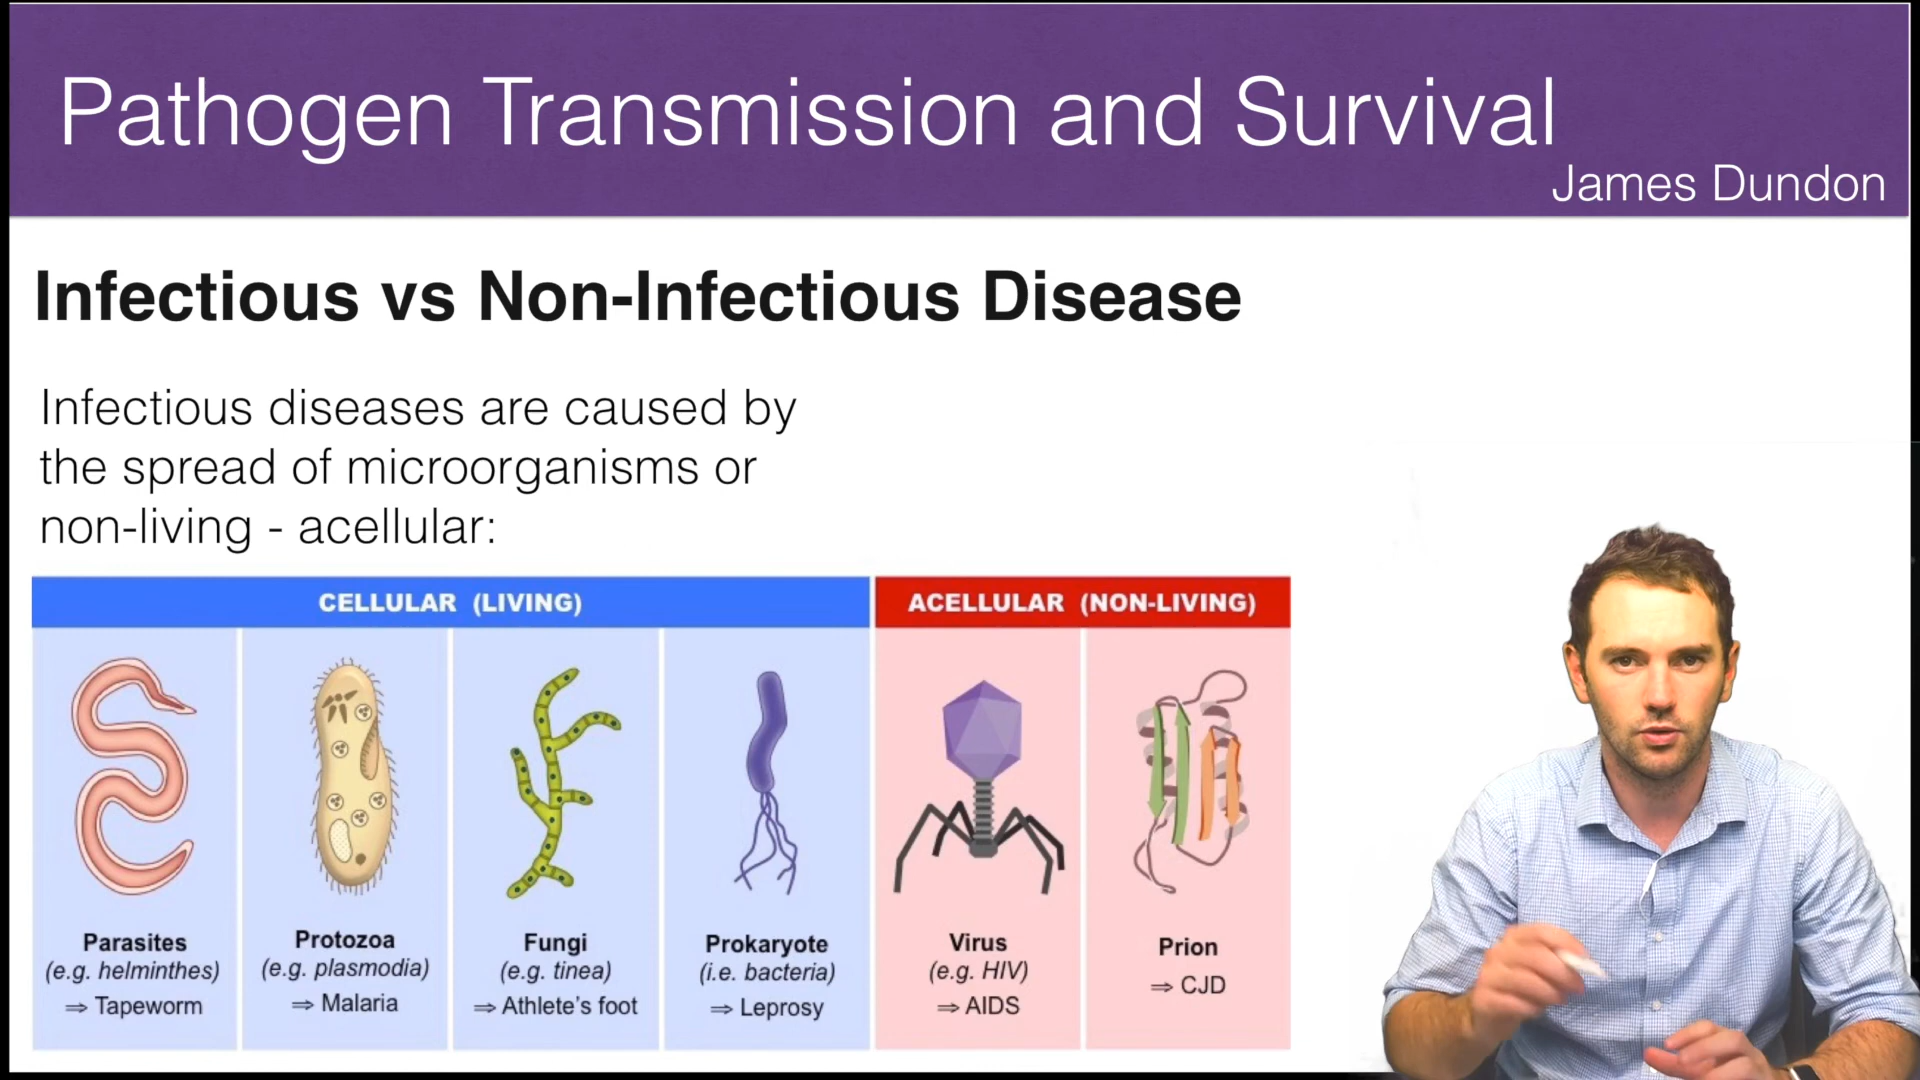 Pathogen Transmission and Survival
James Dundon
Infectious vs Non-Infectious Disease
Infectious diseases are caused by
the spread of microorganisms or
non-living - acellular:
CELLULAR (LIVING)
ACELLULAR (NON-LIVING)
Parasites
(e.g. helminthes)
⇒ Tapeworm
Protozoa
(e.g. plasmodia)
⇒ Malaria
Fungi
(e.g. tinea)
⇒ Athlete's foot
Prokaryote
(i.e. bacteria)
⇒ Leprosy
Virus
(e.g. HIV)
⇒ AIDS
Prion
⇒ CJD